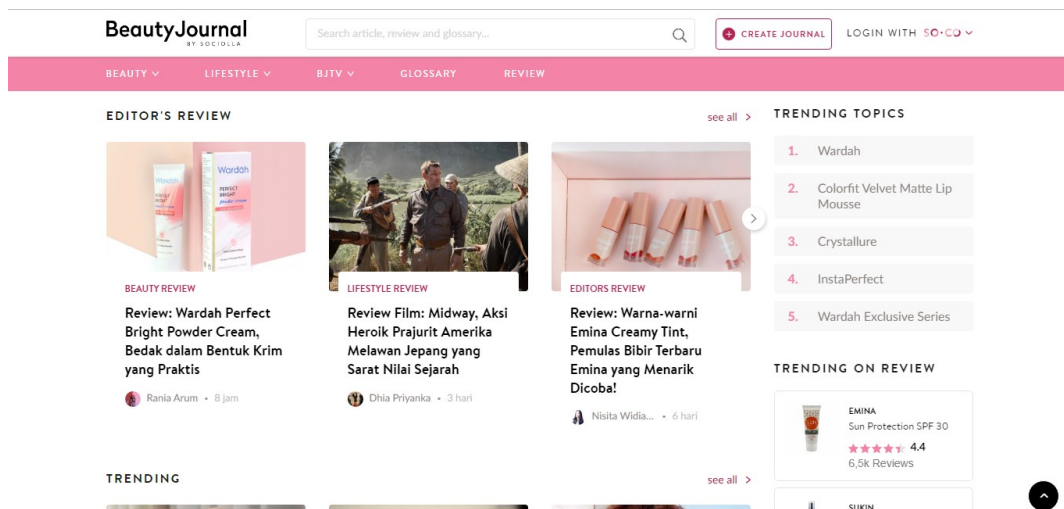 BeautyJournal
BY SOCIOLLA
Search article, review and glossary...
CREATE JOURNAL
LOGIN WITH SO•CO
BEAUTY
LIFESTYLE
BJTV
GLOSSARY
REVIEW
EDITOR'S REVIEW
see all >
Wardah
Wardah
PERFECT
BRIGHT
powder cream
BEAUTY REVIEW
Review: Wardah Perfect
Bright Powder Cream,
Bedak dalam Bentuk Krim
yang Praktis
Rania Arum • 8 jam
LIFESTYLE REVIEW
Review Film: Midway, Aksi
Heroik Prajurit Amerika
Melawan Jepang yang
Sarat Nilai Sejarah
Dhia Priyanka • 3 hari
EDITORS REVIEW
Review: Warna-warni
Emina Creamy Tint,
Pemulas Bibir Terbaru
Emina yang Menarik
Dicoba!
Nisita Widia... • 6 hari
TRENDING
see all >
TRENDING TOPICS
1. Wardah
2. Colorfit Velvet Matte Lip
Mousse
3. Crystallure
4. InstaPerfect
5. Wardah Exclusive Series
TRENDING ON REVIEW
EMINA
Sun Protection SPF 30
4.4
6,5k Reviews
SUKIN